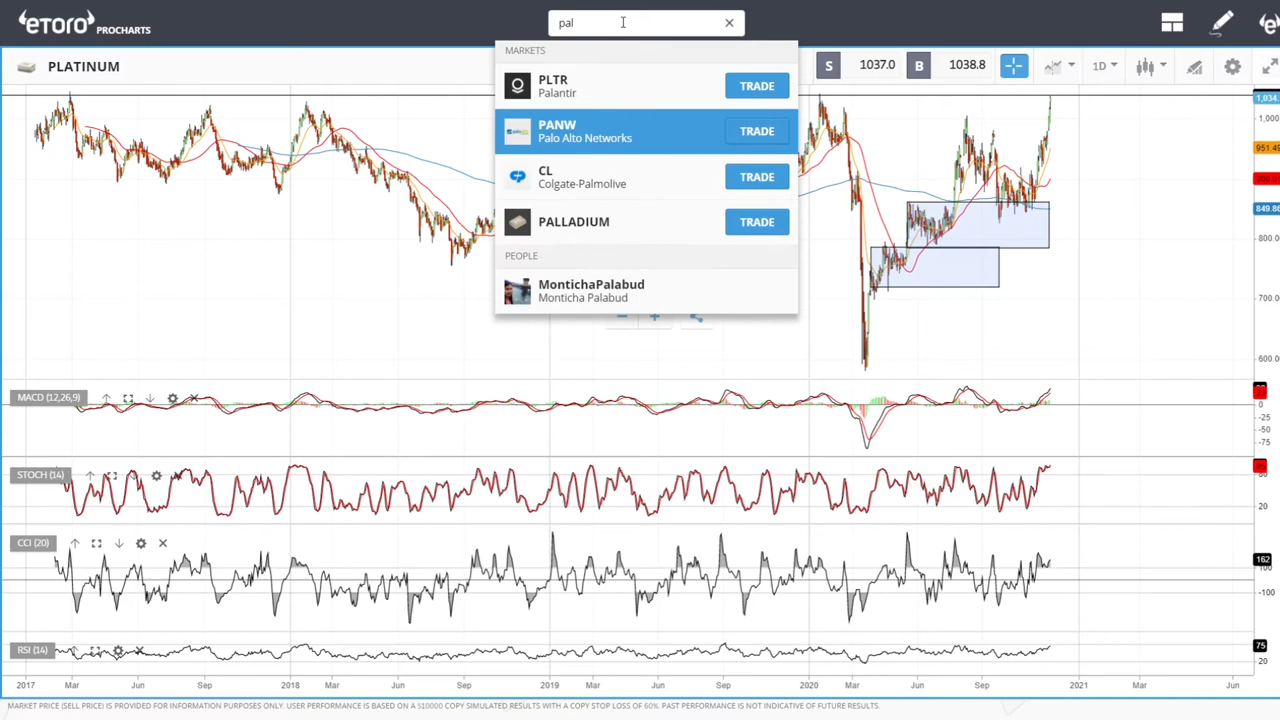 eToro PROCHARTS
pal
PLATINUM
S 1037.0 B 1038.8 1D
MARKETS
PLTR
Palantir
TRADE
PANW
Palo Alto Networks
TRADE
CL
Colgate-Palmolive
TRADE
PALLADIUM
TRADE
PEOPLE
MontichaPalabud
Monticha Palabud
1,034.
1,000.
951.49
849.86
800.00
700.00
600.00
MACD (12,26,9)
0
-25
-50
-75
STOCH (14)
80
20
CCI (20)
162
100
-100
RSI (14)
75
20
2017 Mar Jun Sep 2018 Mar Jun Sep 2019 Mar Jun Sep 2020 Mar Jun Sep 2021 Mar Jun
MARKET PRICE (SELL PRICE) IS PROVIDED FOR INFORMATION PURPOSES ONLY. USER PERFORMANCE IS BASED ON A $10000 COPY SIMULATED RESULTS WITH A COPY STOP LOSS OF 60%. PAST PERFORMANCE IS NOT INDICATIVE OF FUTURE RESULTS.